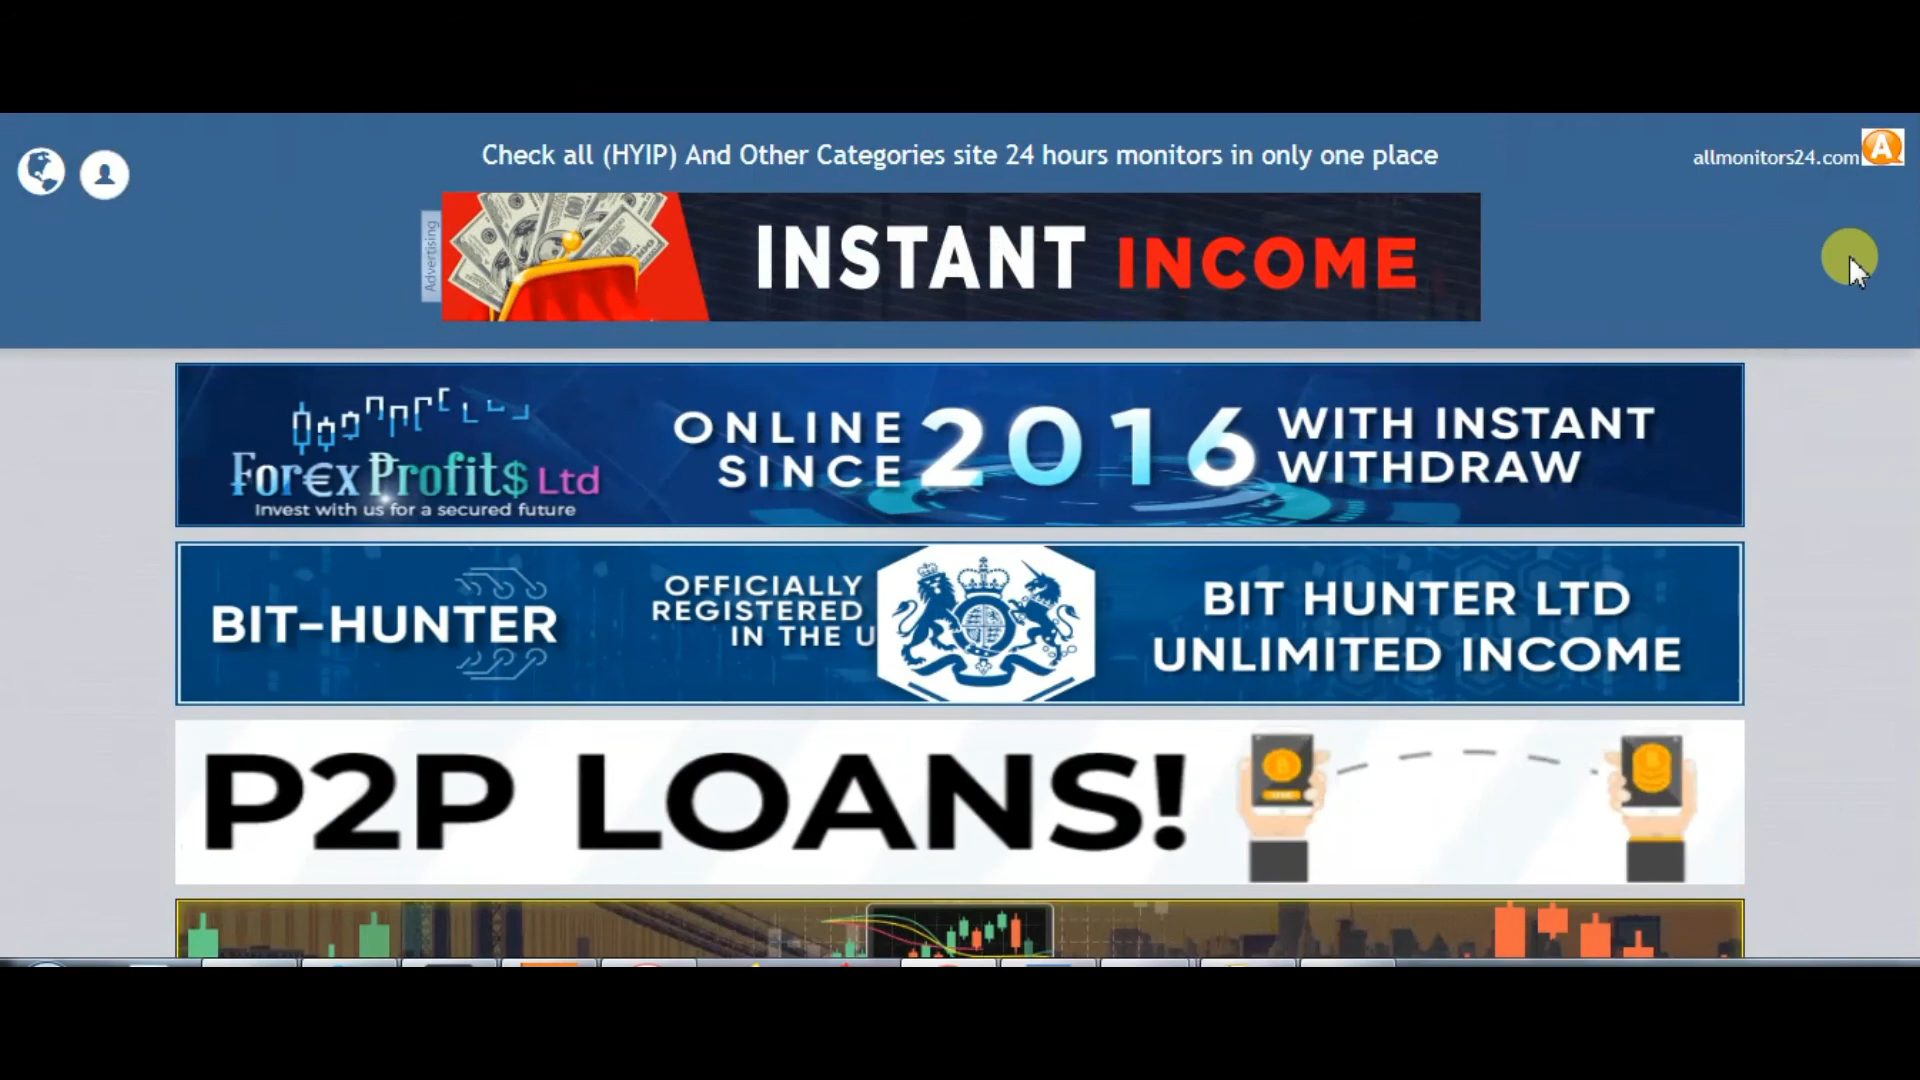 Check all (HYIP) And Other Categories site 24 hours monitors in only one place
allmonitors24.com
A
Advertising
INSTANT INCOME
ONLINE SINCE 2016 WITH INSTANT WITHDRAW
For€x Profit$ Ltd
Invest with us for a secured future
BIT-HUNTER
OFFICIALLY
REGISTERED
IN THE U
BIT HUNTER LTD
UNLIMITED INCOME
P2P LOANS!